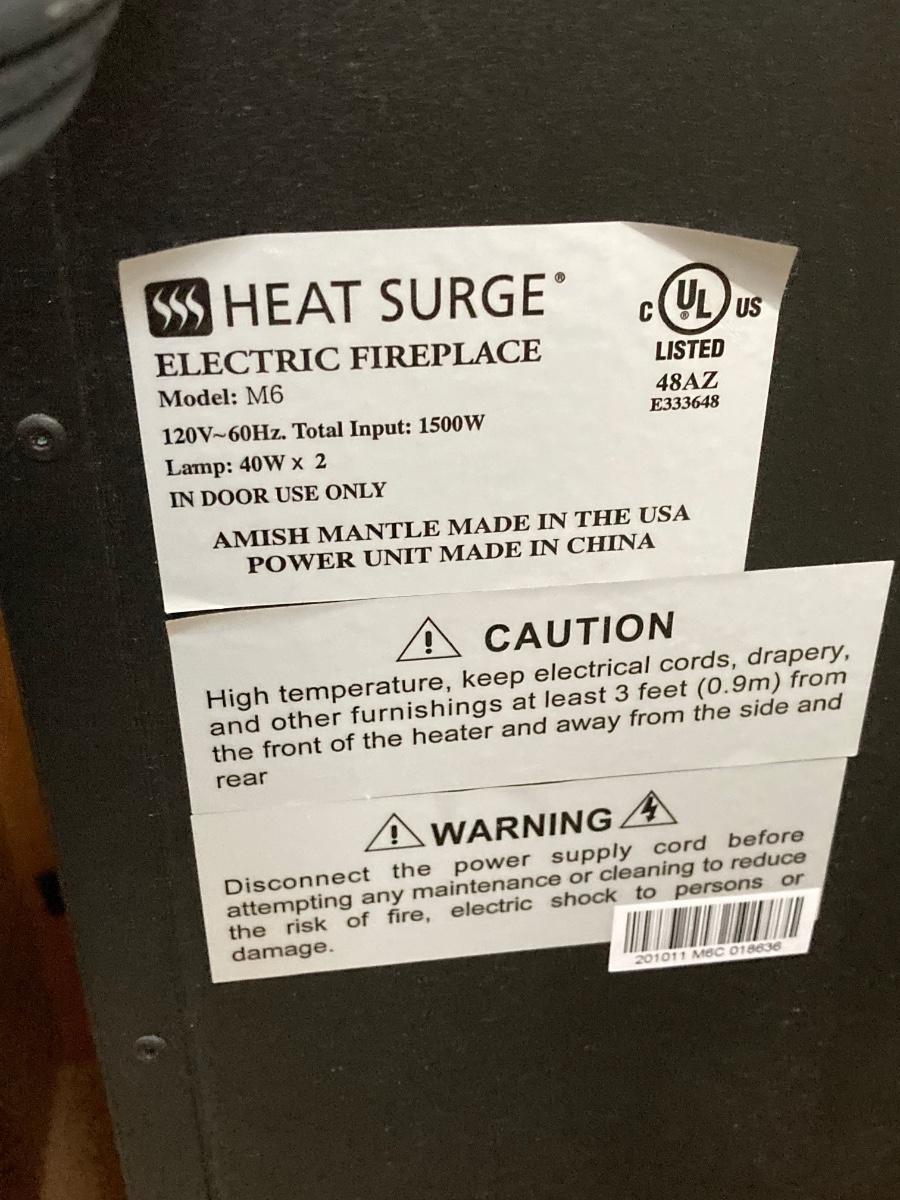 HEAT SURGE®
ELECTRIC FIREPLACE
Model: M6
120V~60Hz. Total Input: 1500W
Lamp: 40W x 2
IN DOOR USE ONLY
C UL® US
LISTED
48AZ
E333648
AMISH MANTLE MADE IN THE USA
POWER UNIT MADE IN CHINA
CAUTION
High temperature, keep electrical cords, drapery,
and other furnishings at least 3 feet (0.9m) from
the front of the heater and away from the side and
rear
WARNING
Disconnect the power supply cord before
attempting any maintenance or cleaning to reduce
the risk of fire, electric shock to persons or
damage.
201011 M6C 018636